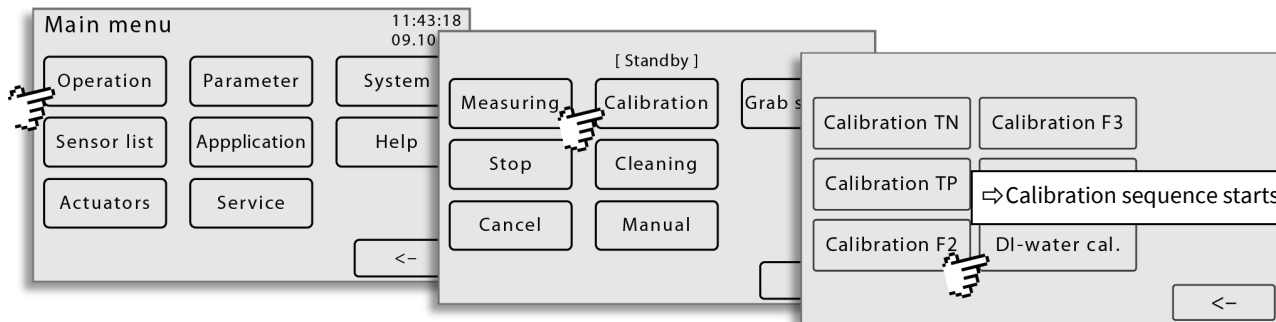 Main menu
11:43:18
09.10
Operation
Parameter
System
Sensor list
Appplication
Help
Actuators
Service
<-
[ Standby ]
Measuring
Calibration
Grab
Stop
Cleaning
Cancel
Manual
Calibration TN
Calibration F3
Calibration TP
⇨Calibration sequence starts
Calibration F2
DI-water cal.
<-